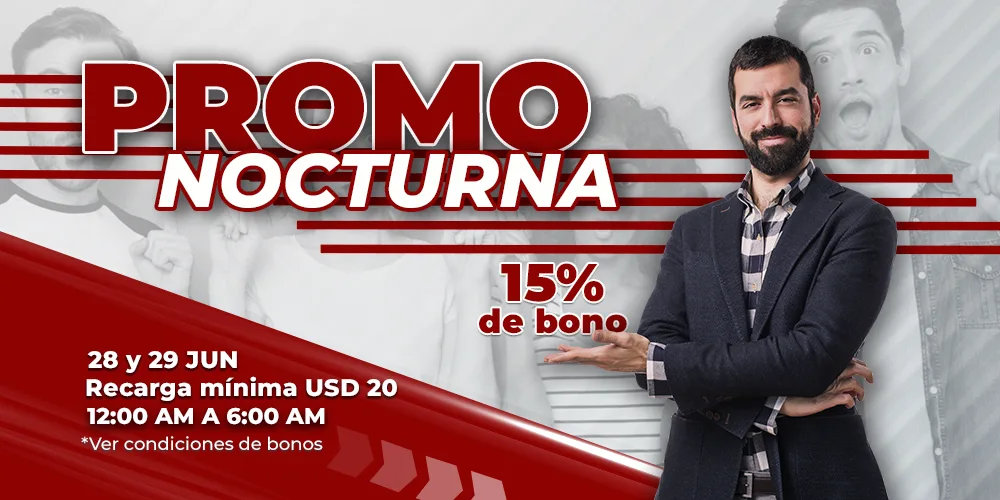 PROMO
NOCTURNA
15%
de bono
28 y 29 JUN
Recarga mínima USD 20
12:00 AM A 6:00 AM
*Ver condiciones de bonos